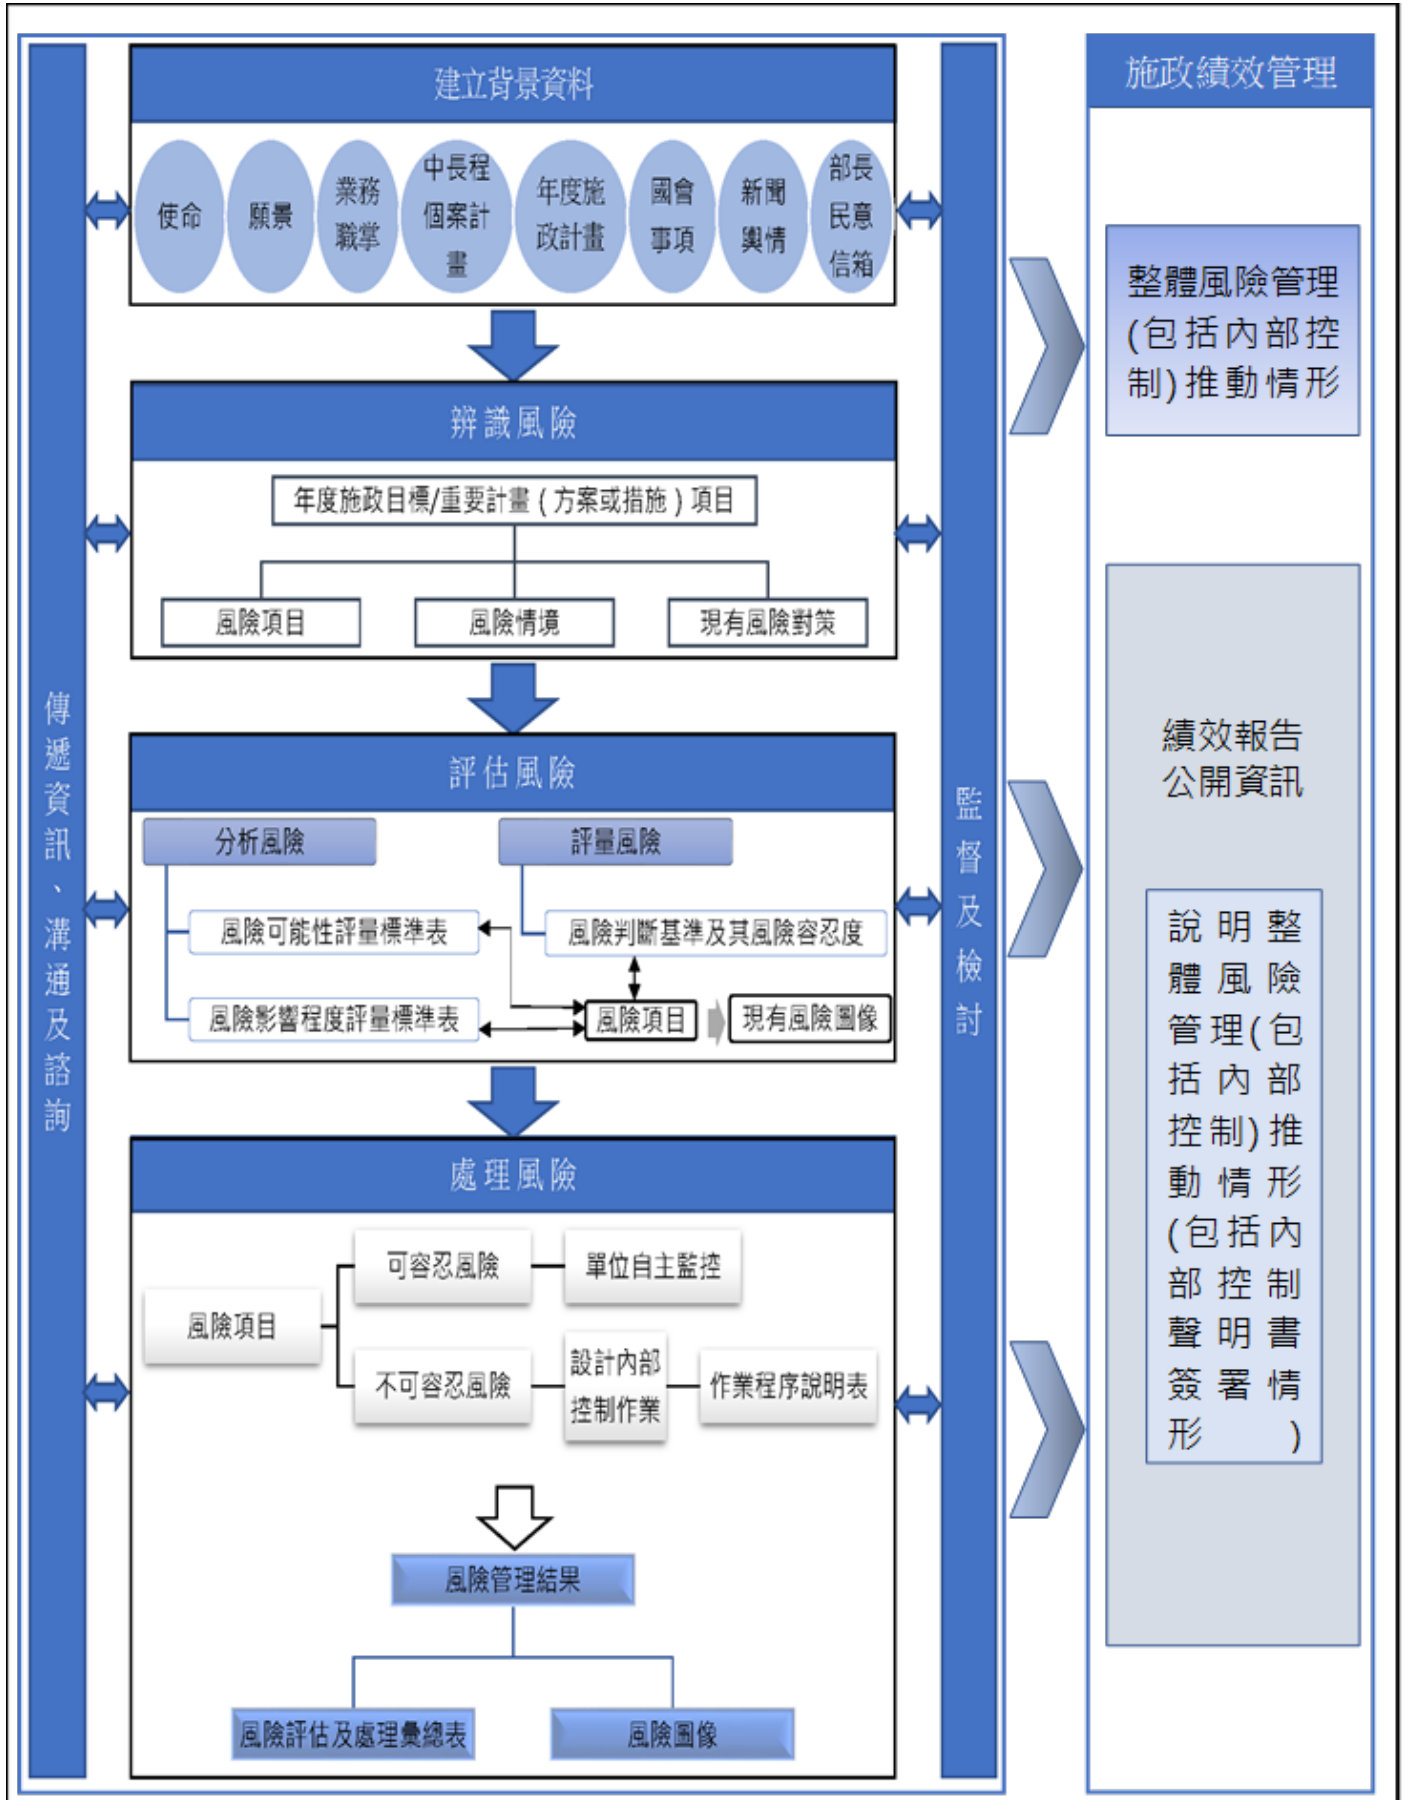 建立背景資料
使命
願景
業務
職掌
中長程
個案計
畫
年度施
政計畫
國會
事項
新聞
輿情
部長
民意
信箱
辨識風險
年度施政目標/重要計畫(方案或措施)項目
風險項目
風險情境
現有風險對策
評估風險
分析風險
評量風險
風險可能性評量標準表
風險判斷基準及其風險容忍度
風險影響程度評量標準表
風險項目
現有風險圖像
處理風險
風險項目
可容忍風險
單位自主監控
不可容忍風險
設計內部
控制作業
作業程序說明表
風險管理結果
風險評估及處理彙總表
風險圖像
傳遞資訊、溝通及諮詢
監督及檢討
施政績效管理
整體風險管理
(包括內部控
制)推動情形
績效報告
公開資訊
說明整
體風險
管理(包
括內部
控制)推
動情形
(包括內
部控制
聲明書
簽署情
形)